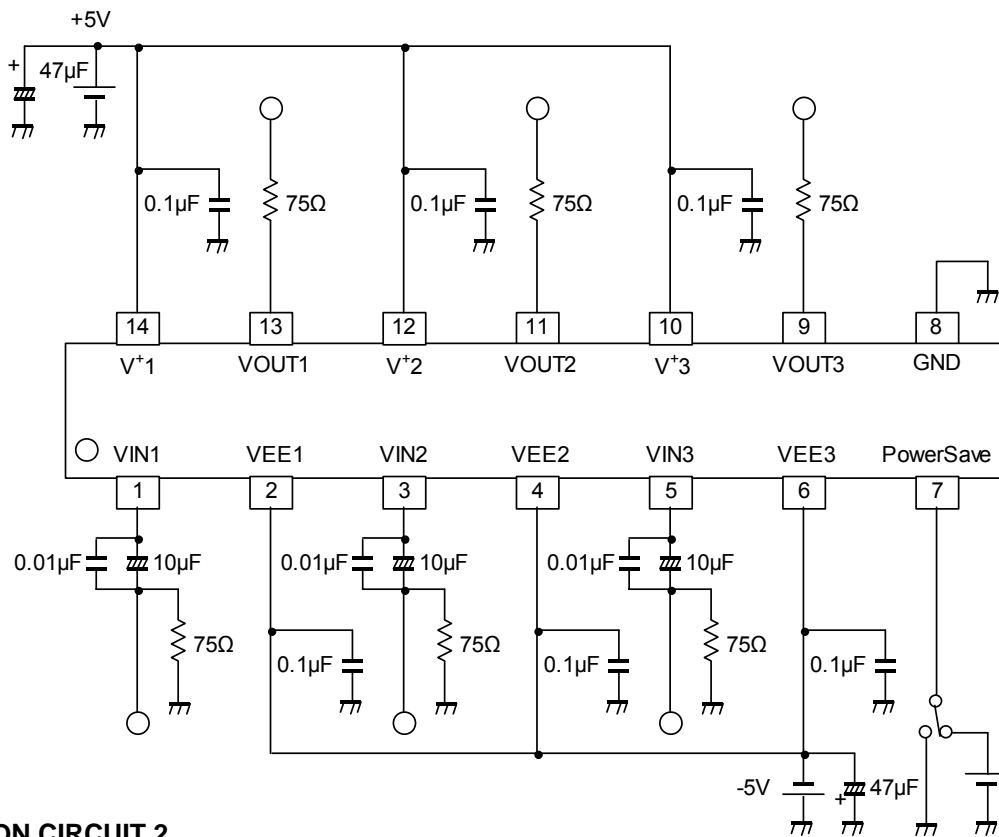 +5V
+
47µF
0.1µF
75Ω
0.1µF
75Ω
0.1µF
75Ω
14
13
12
11
10
9
8
V+1
VOUT1
V+2
VOUT2
V+3
VOUT3
GND
VIN1
VEE1
VIN2
VEE2
VIN3
VEE3
PowerSave
1
2
3
4
5
6
7
0.01µF
10µF
0.01µF
10µF
0.01µF
10µF
75Ω
0.1µF
75Ω
0.1µF
75Ω
0.1µF
-5V
+
47µF
ON CIRCUIT 2